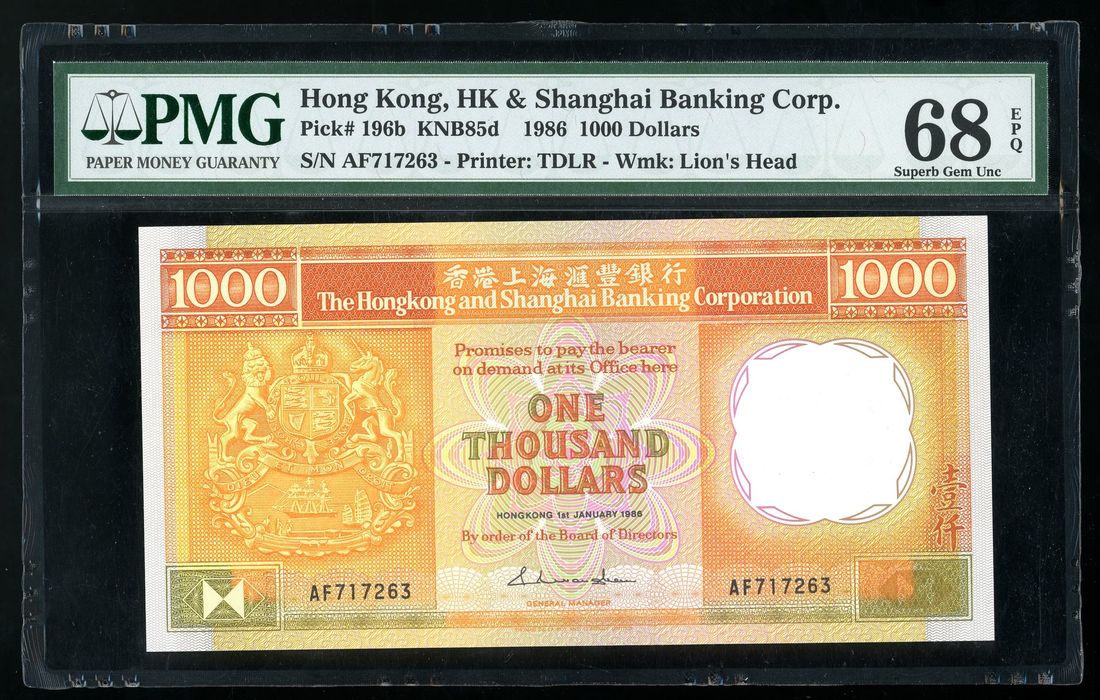 PMG
PAPER MONEY GUARANTY
Hong Kong, HK & Shanghai Banking Corp.
Pick# 196b KNB85d 1986 1000 Dollars
S/N AF717263 - Printer: TDLR - Wmk: Lion's Head
68
EPQ
Superb Gem Unc
1000
香港上海滙豐銀行
The Hongkong and Shanghai Banking Corporation
1000
Promises to pay the bearer
on demand at its Office here
ONE
THOUSAND
DOLLARS
HONGKONG 1st JANUARY 1986
By order of the Board of Directors
壹仟
AF717263
GENERAL MANAGER
AF717263